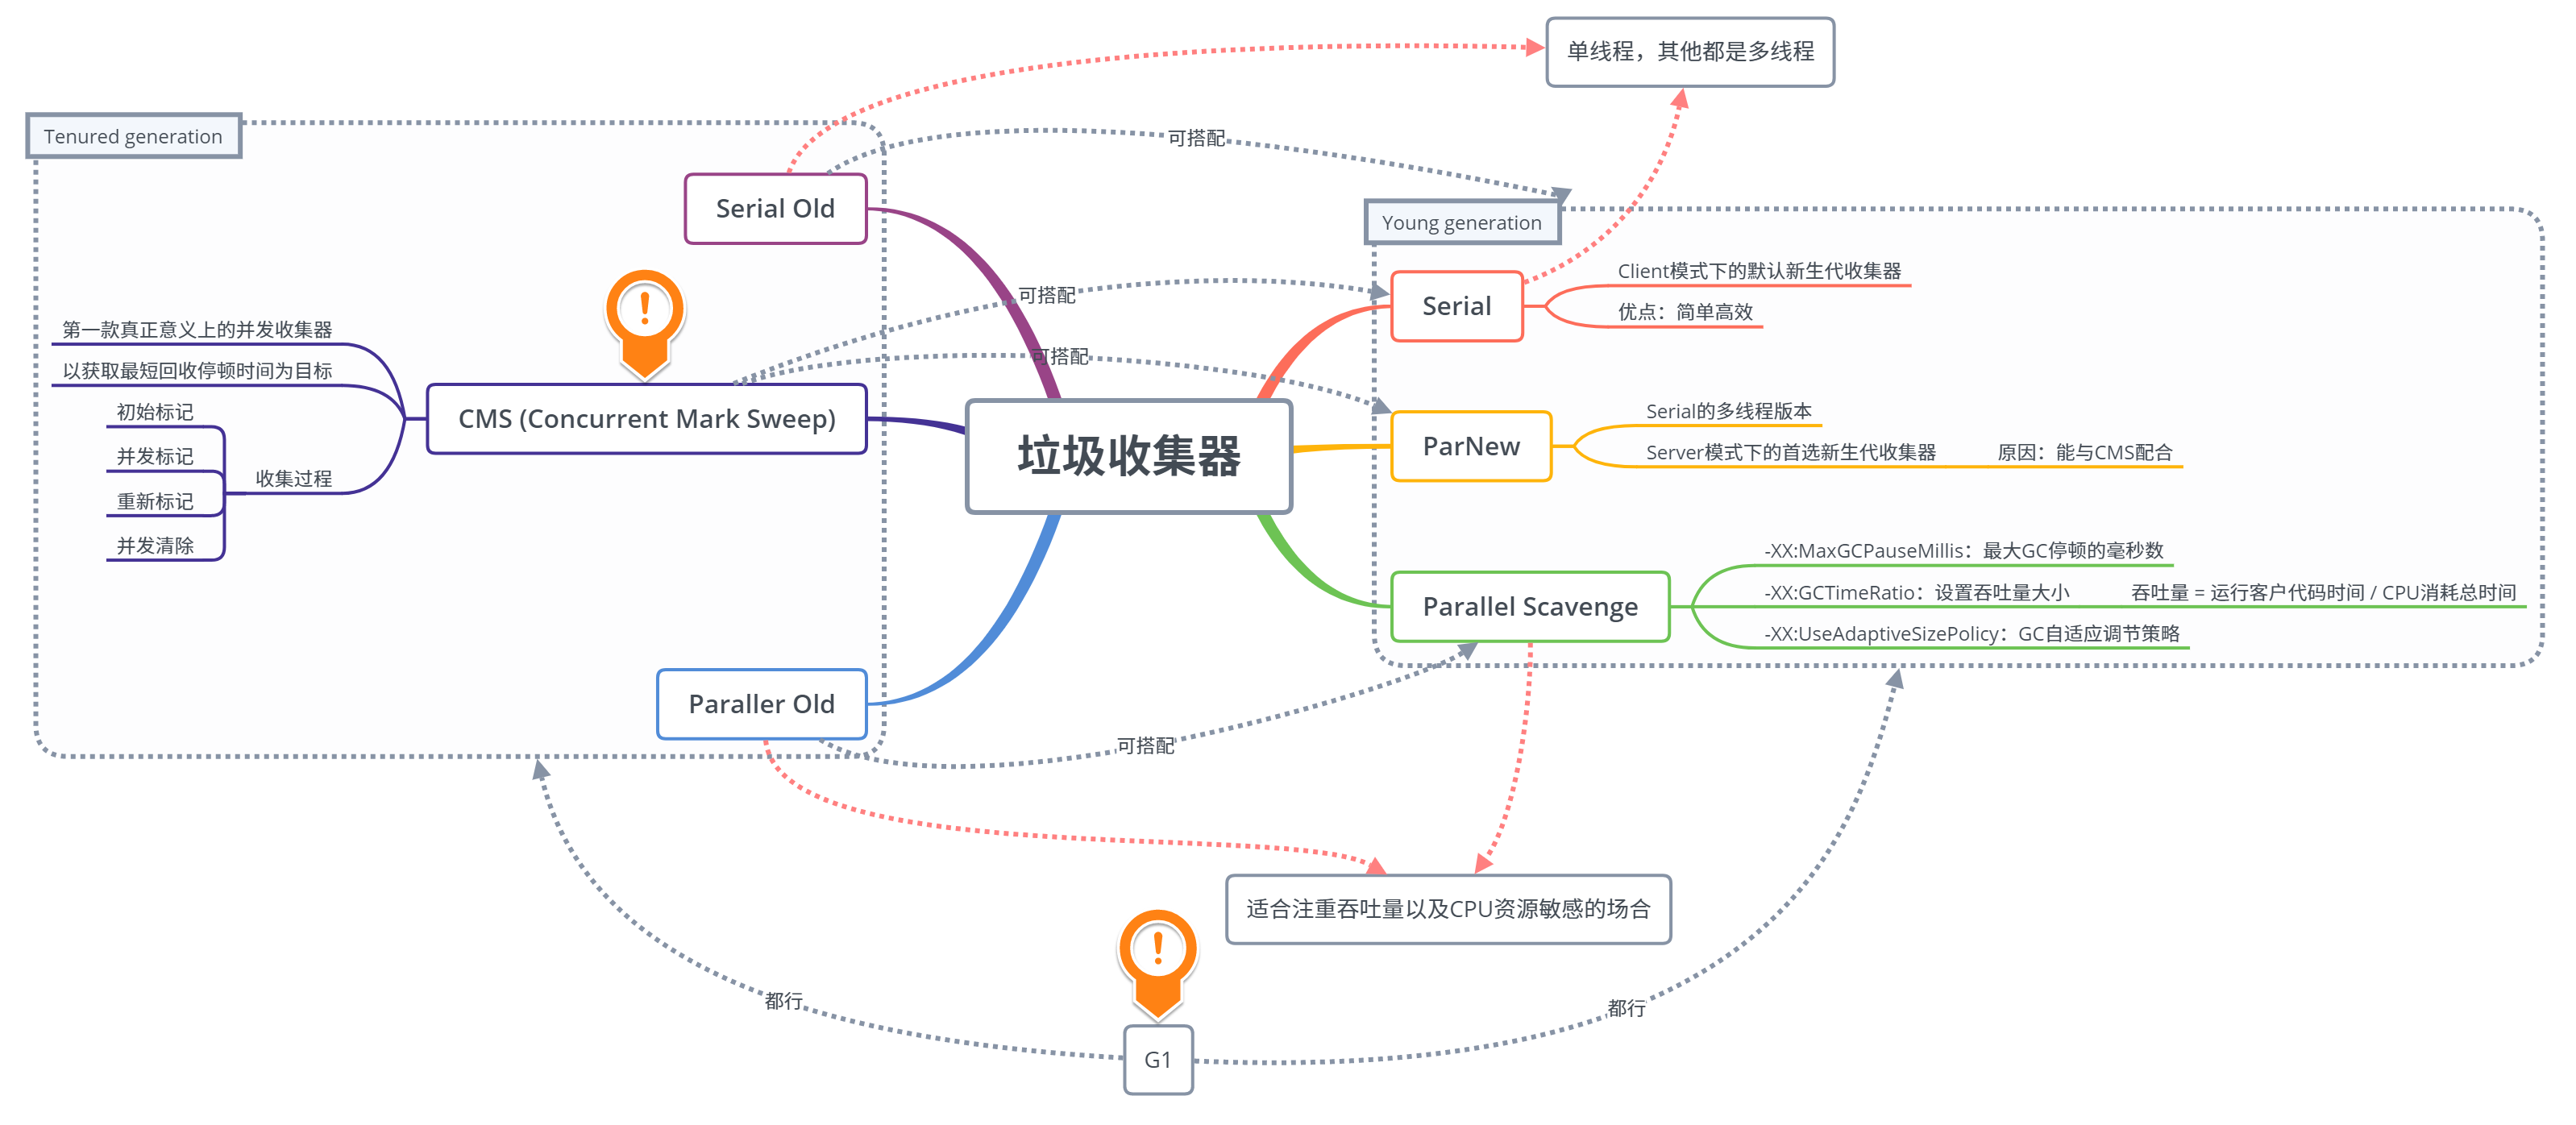 单线程，其他都是多线程
Tenured generation
可搭配
Serial Old
Young generation
Client模式下的默认新生代收集器
可搭配
Serial
优点：简单高效
第一款真正意义上的并发收集器
可搭配
以获取最短回收停顿时间为目标
初始标记
CMS (Concurrent Mark Sweep)
Serial的多线程版本
垃圾收集器
ParNew
并发标记
Server模式下的首选新生代收集器
原因：能与CMS配合
收集过程
重新标记
并发清除
-XX:MaxGCPauseMillis：最大GC停顿的毫秒数
-XX:GCTimeRatio：设置吞吐量大小
吞吐量 = 运行客户代码时间 / CPU消耗总时间
Parallel Scavenge
-XX:UseAdaptiveSizePolicy：GC自适应调节策略
Paraller Old
可搭配
适合注重吞吐量以及CPU资源敏感的场合
都行
都行
G1